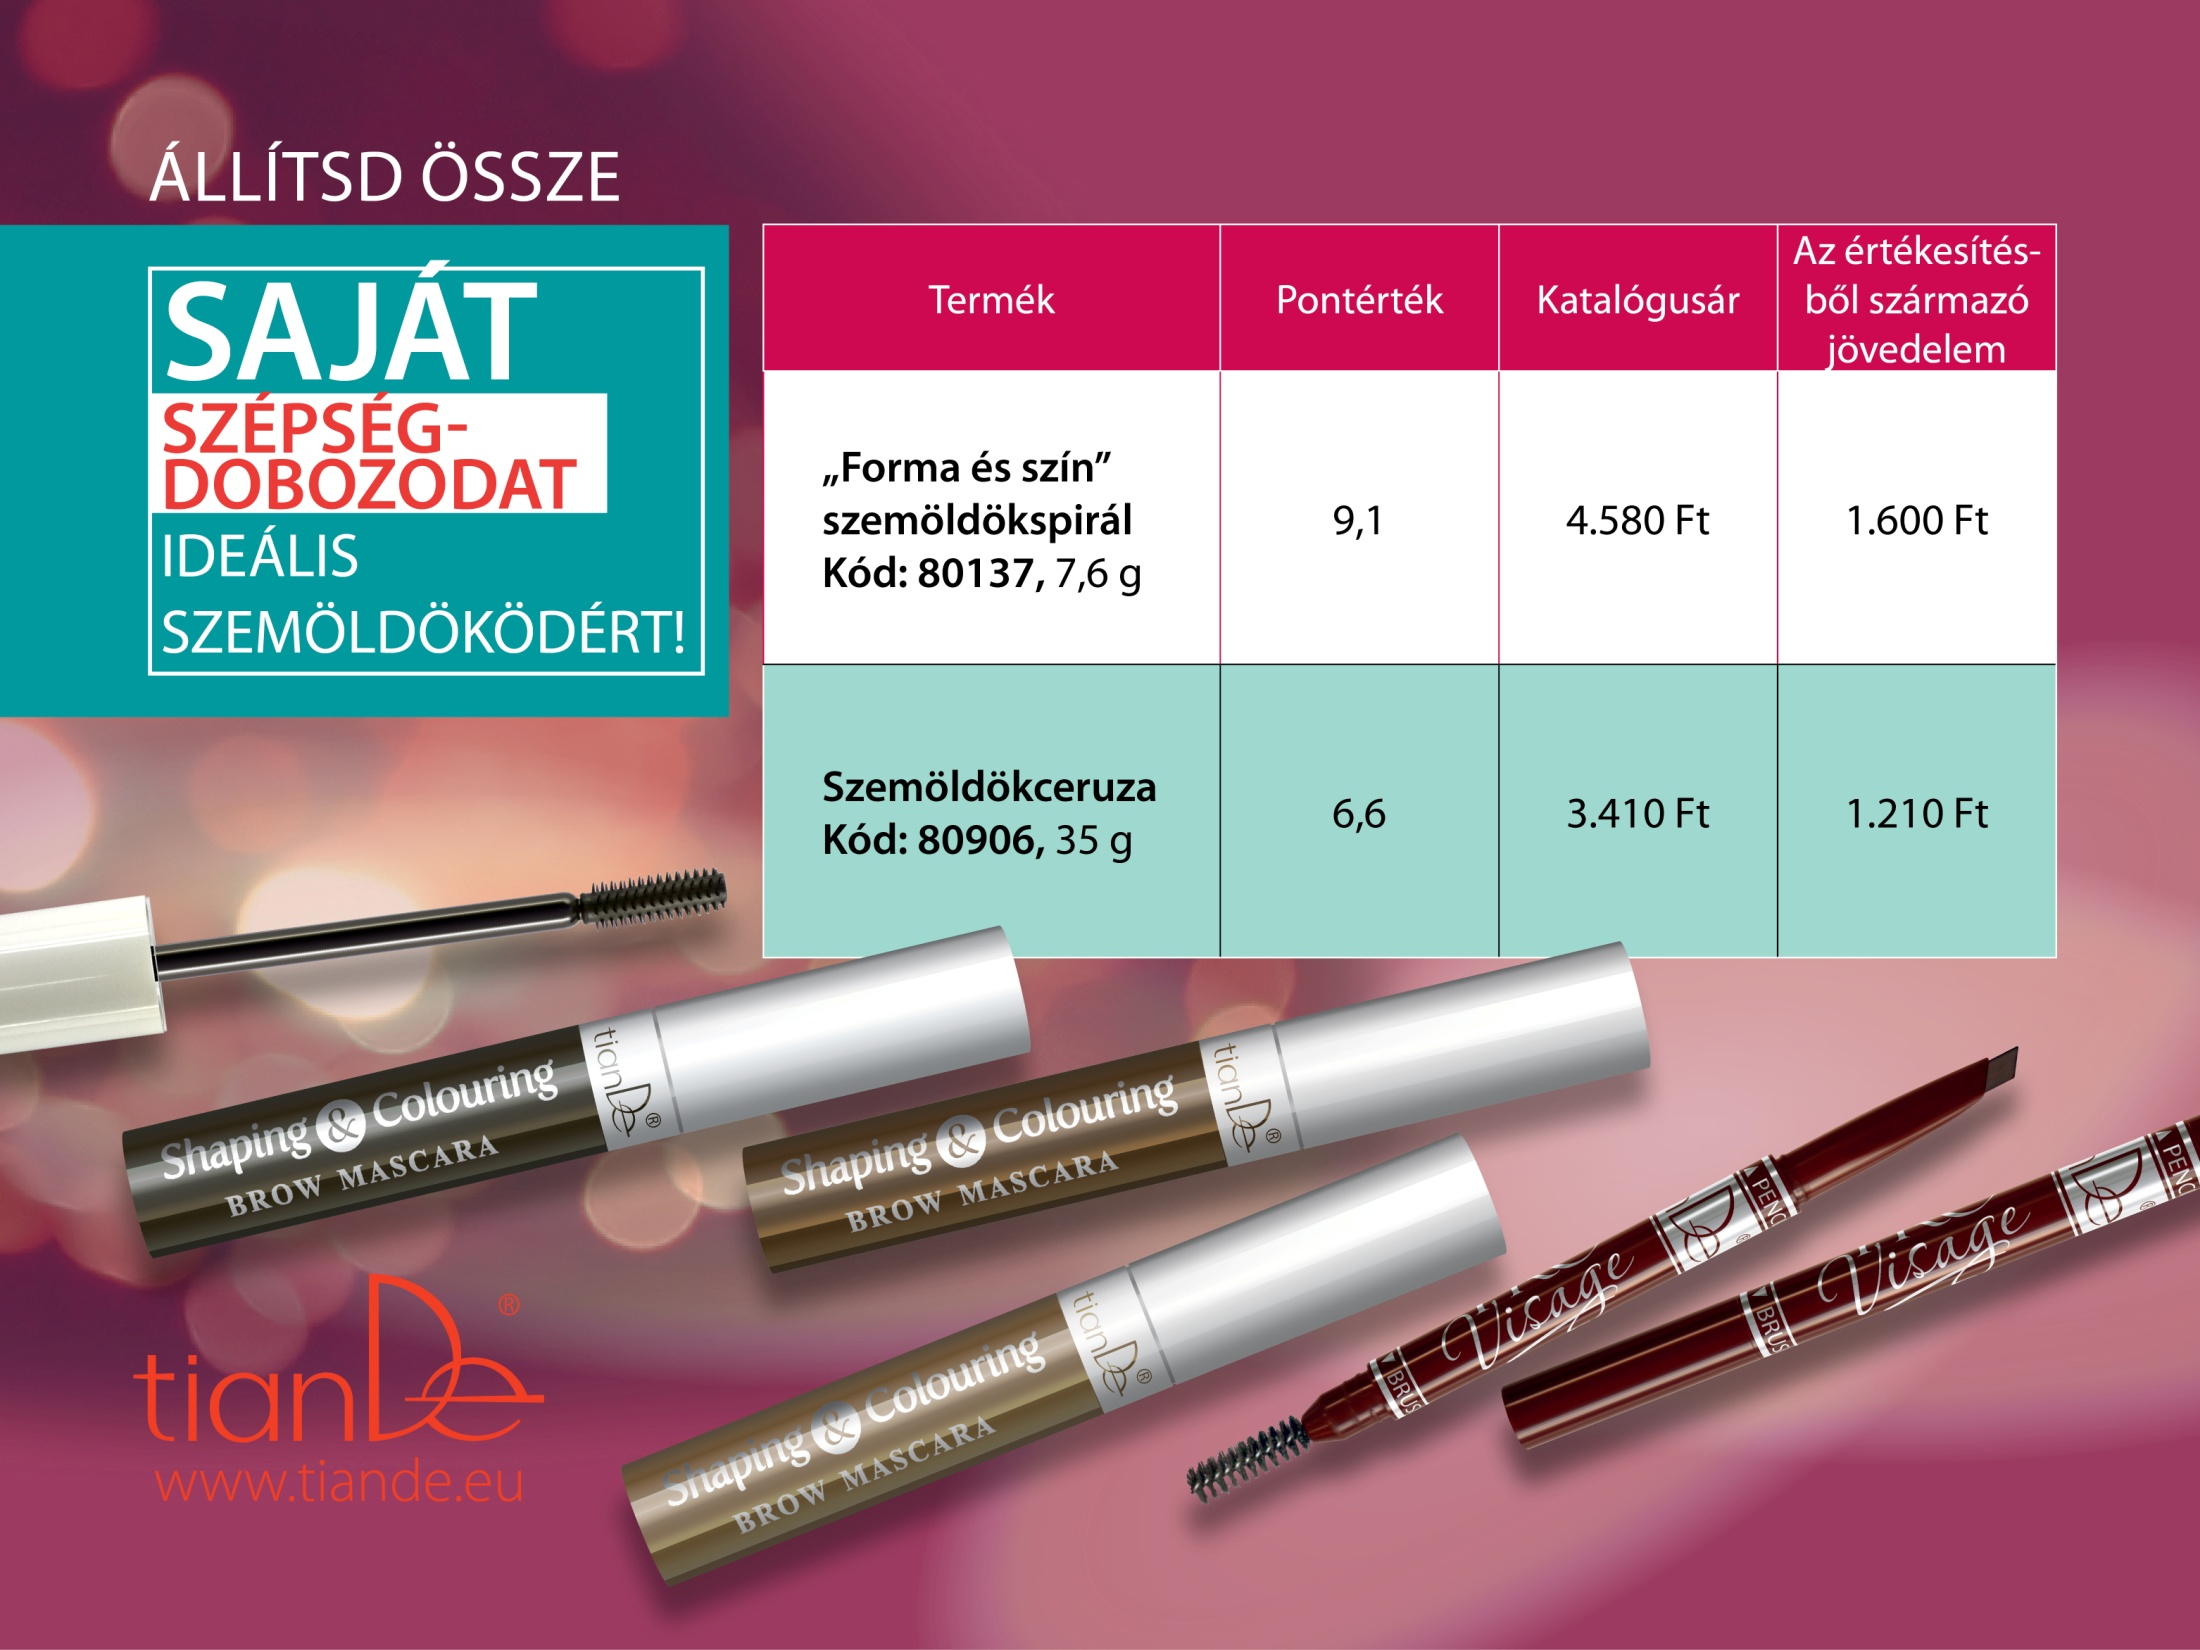 ÁLLÍTSD ÖSSZE
SAJÁT
SZÉPSÉG-
DOBOZODAT
IDEÁLIS
SZEMÖLDÖKÖDÉRT!
Termék
Pontérték
Katalógusár
Az értékesítés-
ből származó
jövedelem
„Forma és szín”
szemöldökspirál
Kód: 80137, 7,6 g
9,1
4.580 Ft
1.600 Ft
Szemöldökceruza
Kód: 80906, 35 g
6,6
3.410 Ft
1.210 Ft
Shaping & Colouring
BROW MASCARA
tianDe®
Shaping & Colouring
BROW MASCARA
tianDe®
Shaping & Colouring
BROW MASCARA
tianDe®
Visage
De
Visage
De
tianDe®
www.tiande.eu